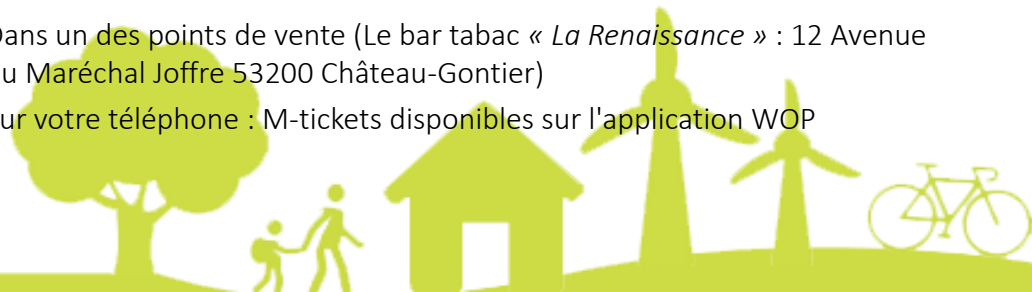 Dans un des points de vente (Le bar tabac « La Renaissance » : 12 Avenue
u Maréchal Joffre 53200 Château-Gontier)
ur votre téléphone : M-tickets disponibles sur l'application WOP